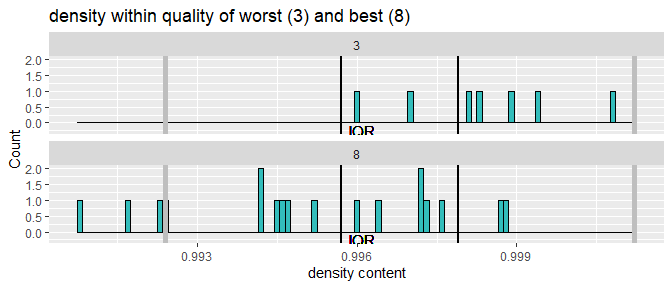 density within quality of worst (3) and best (8)
3
2.0
1.5
1.0
0.5
0.0
IQR
8
2.0
1.5
1.0
0.5
0.0
IQR
Count
0.993 0.996 0.999
density content